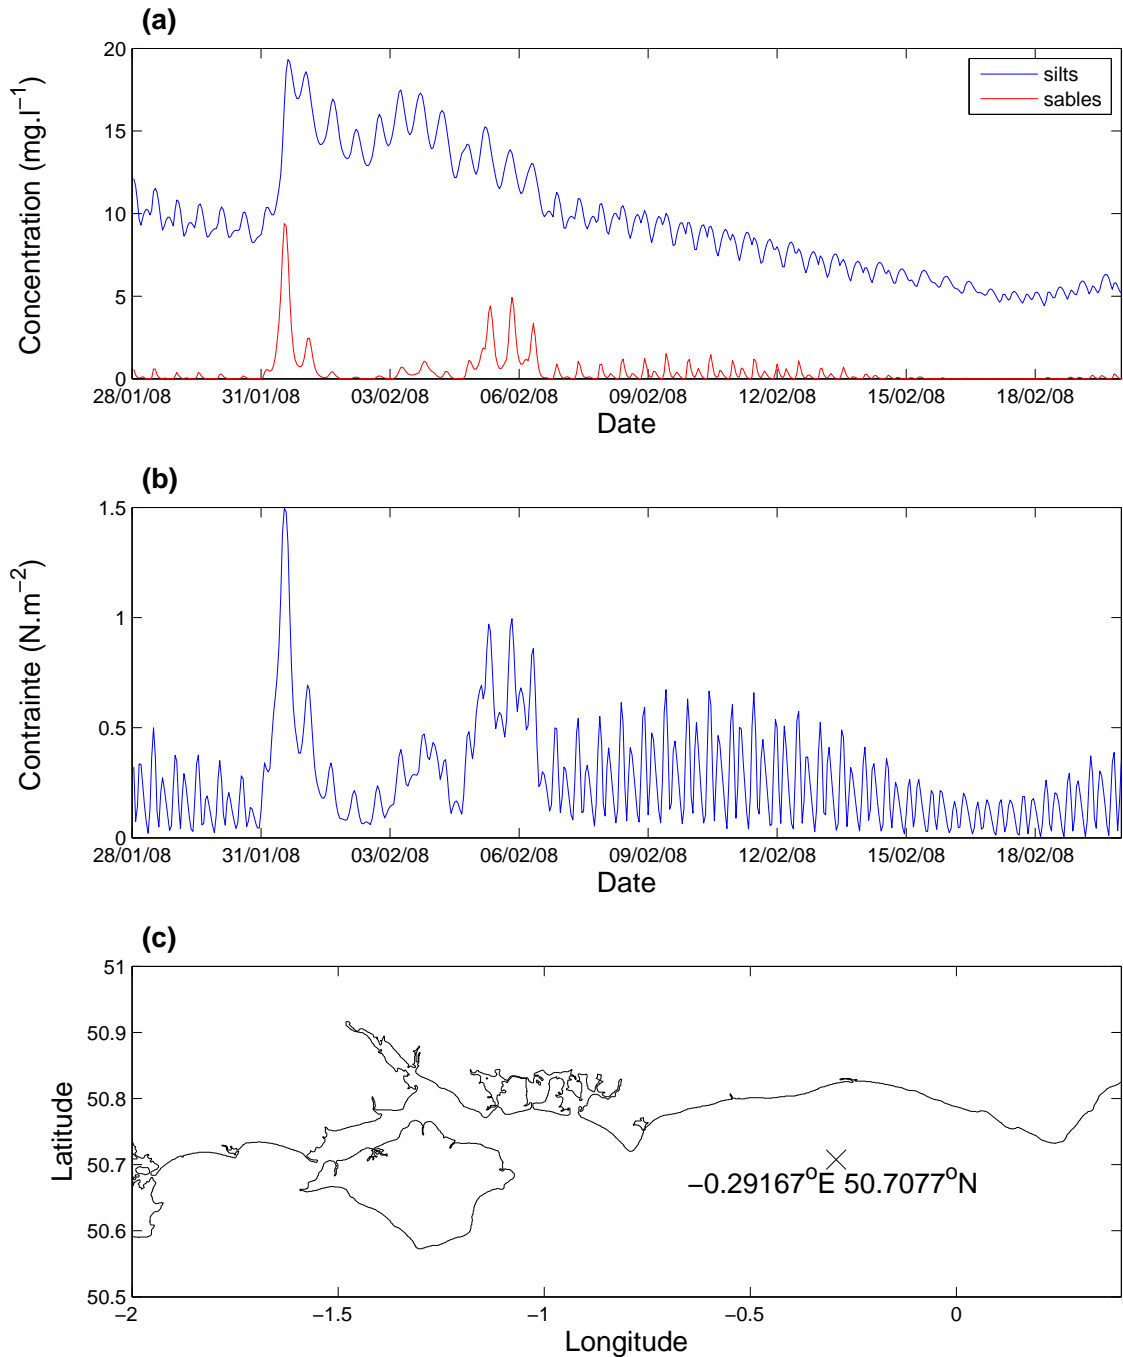 (a)
Concentration (mg.l−1)
20
15
10
5
0
silts
sables
28/01/08 31/01/08 03/02/08 06/02/08 09/02/08 12/02/08 15/02/08 18/02/08
Date
(b)
Contrainte (N.m−2)
1.5
1
0.5
0
28/01/08 31/01/08 03/02/08 06/02/08 09/02/08 12/02/08 15/02/08 18/02/08
Date
(c)
Latitude
51
50.9
50.8
50.7
50.6
50.5
−0.29167oE 50.7077oN
−2 −1.5 −1 −0.5 0
Longitude